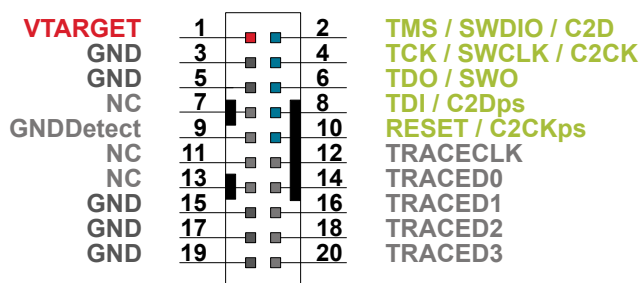 VTARGET 1 2 TMS / SWDIO / C2D
GND 3 4 TCK / SWCLK / C2CK
GND 5 6 TDO / SWO
NC 7 8 TDI / C2Dps
GNDDetect 9 10 RESET / C2CKps
NC 11 12 TRACECLK
NC 13 14 TRACED0
GND 15 16 TRACED1
GND 17 18 TRACED2
GND 19 20 TRACED3